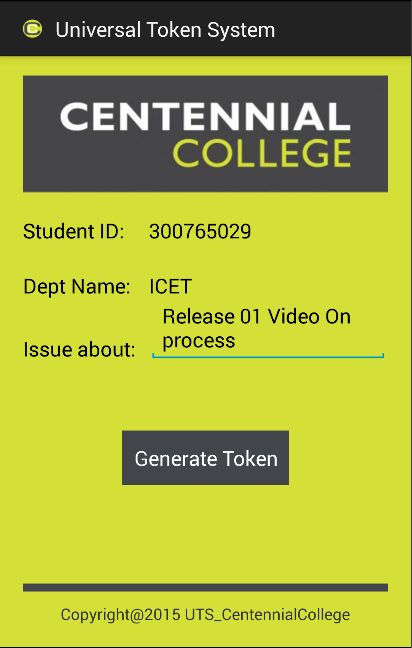 Universal Token System
CENTENNIAL
COLLEGE
Student ID: 300765029
Dept Name: ICET
Release 01 Video On
process
Issue about:
Generate Token
Copyright@2015 UTS_CentennialCollege